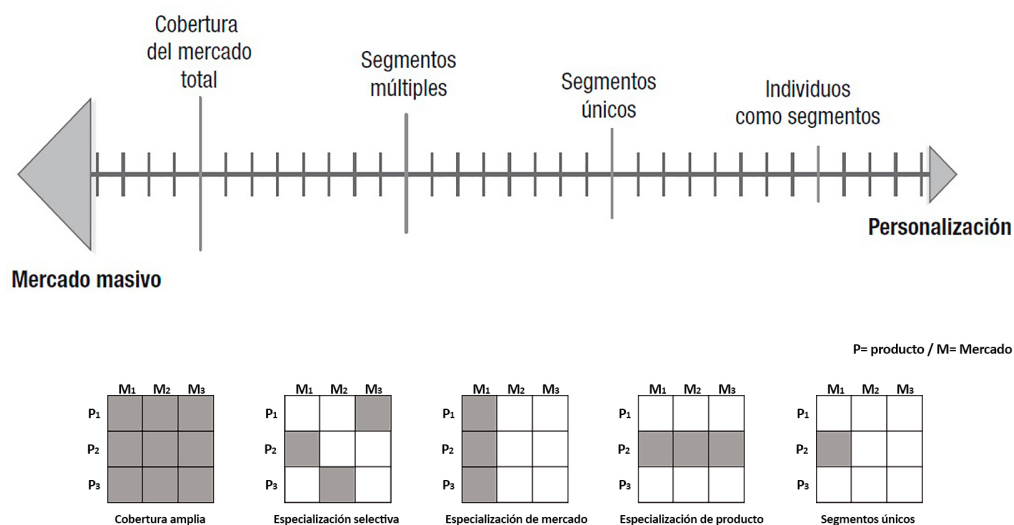 Cobertura
del mercado
total
Segmentos
múltiples
Segmentos
únicos
Individuos
como segmentos
Personalización
Mercado masivo
P= producto / M= Mercado
M1 M2 M3
P1
P2
P3
Cobertura amplia
M1 M2 M3
P1
P2
P3
Especialización selectiva
M1 M2 M3
P1
P2
P3
Especialización de mercado
M1 M2 M3
P1
P2
P3
Especialización de producto
M1 M2 M3
P1
P2
P3
Segmentos únicos